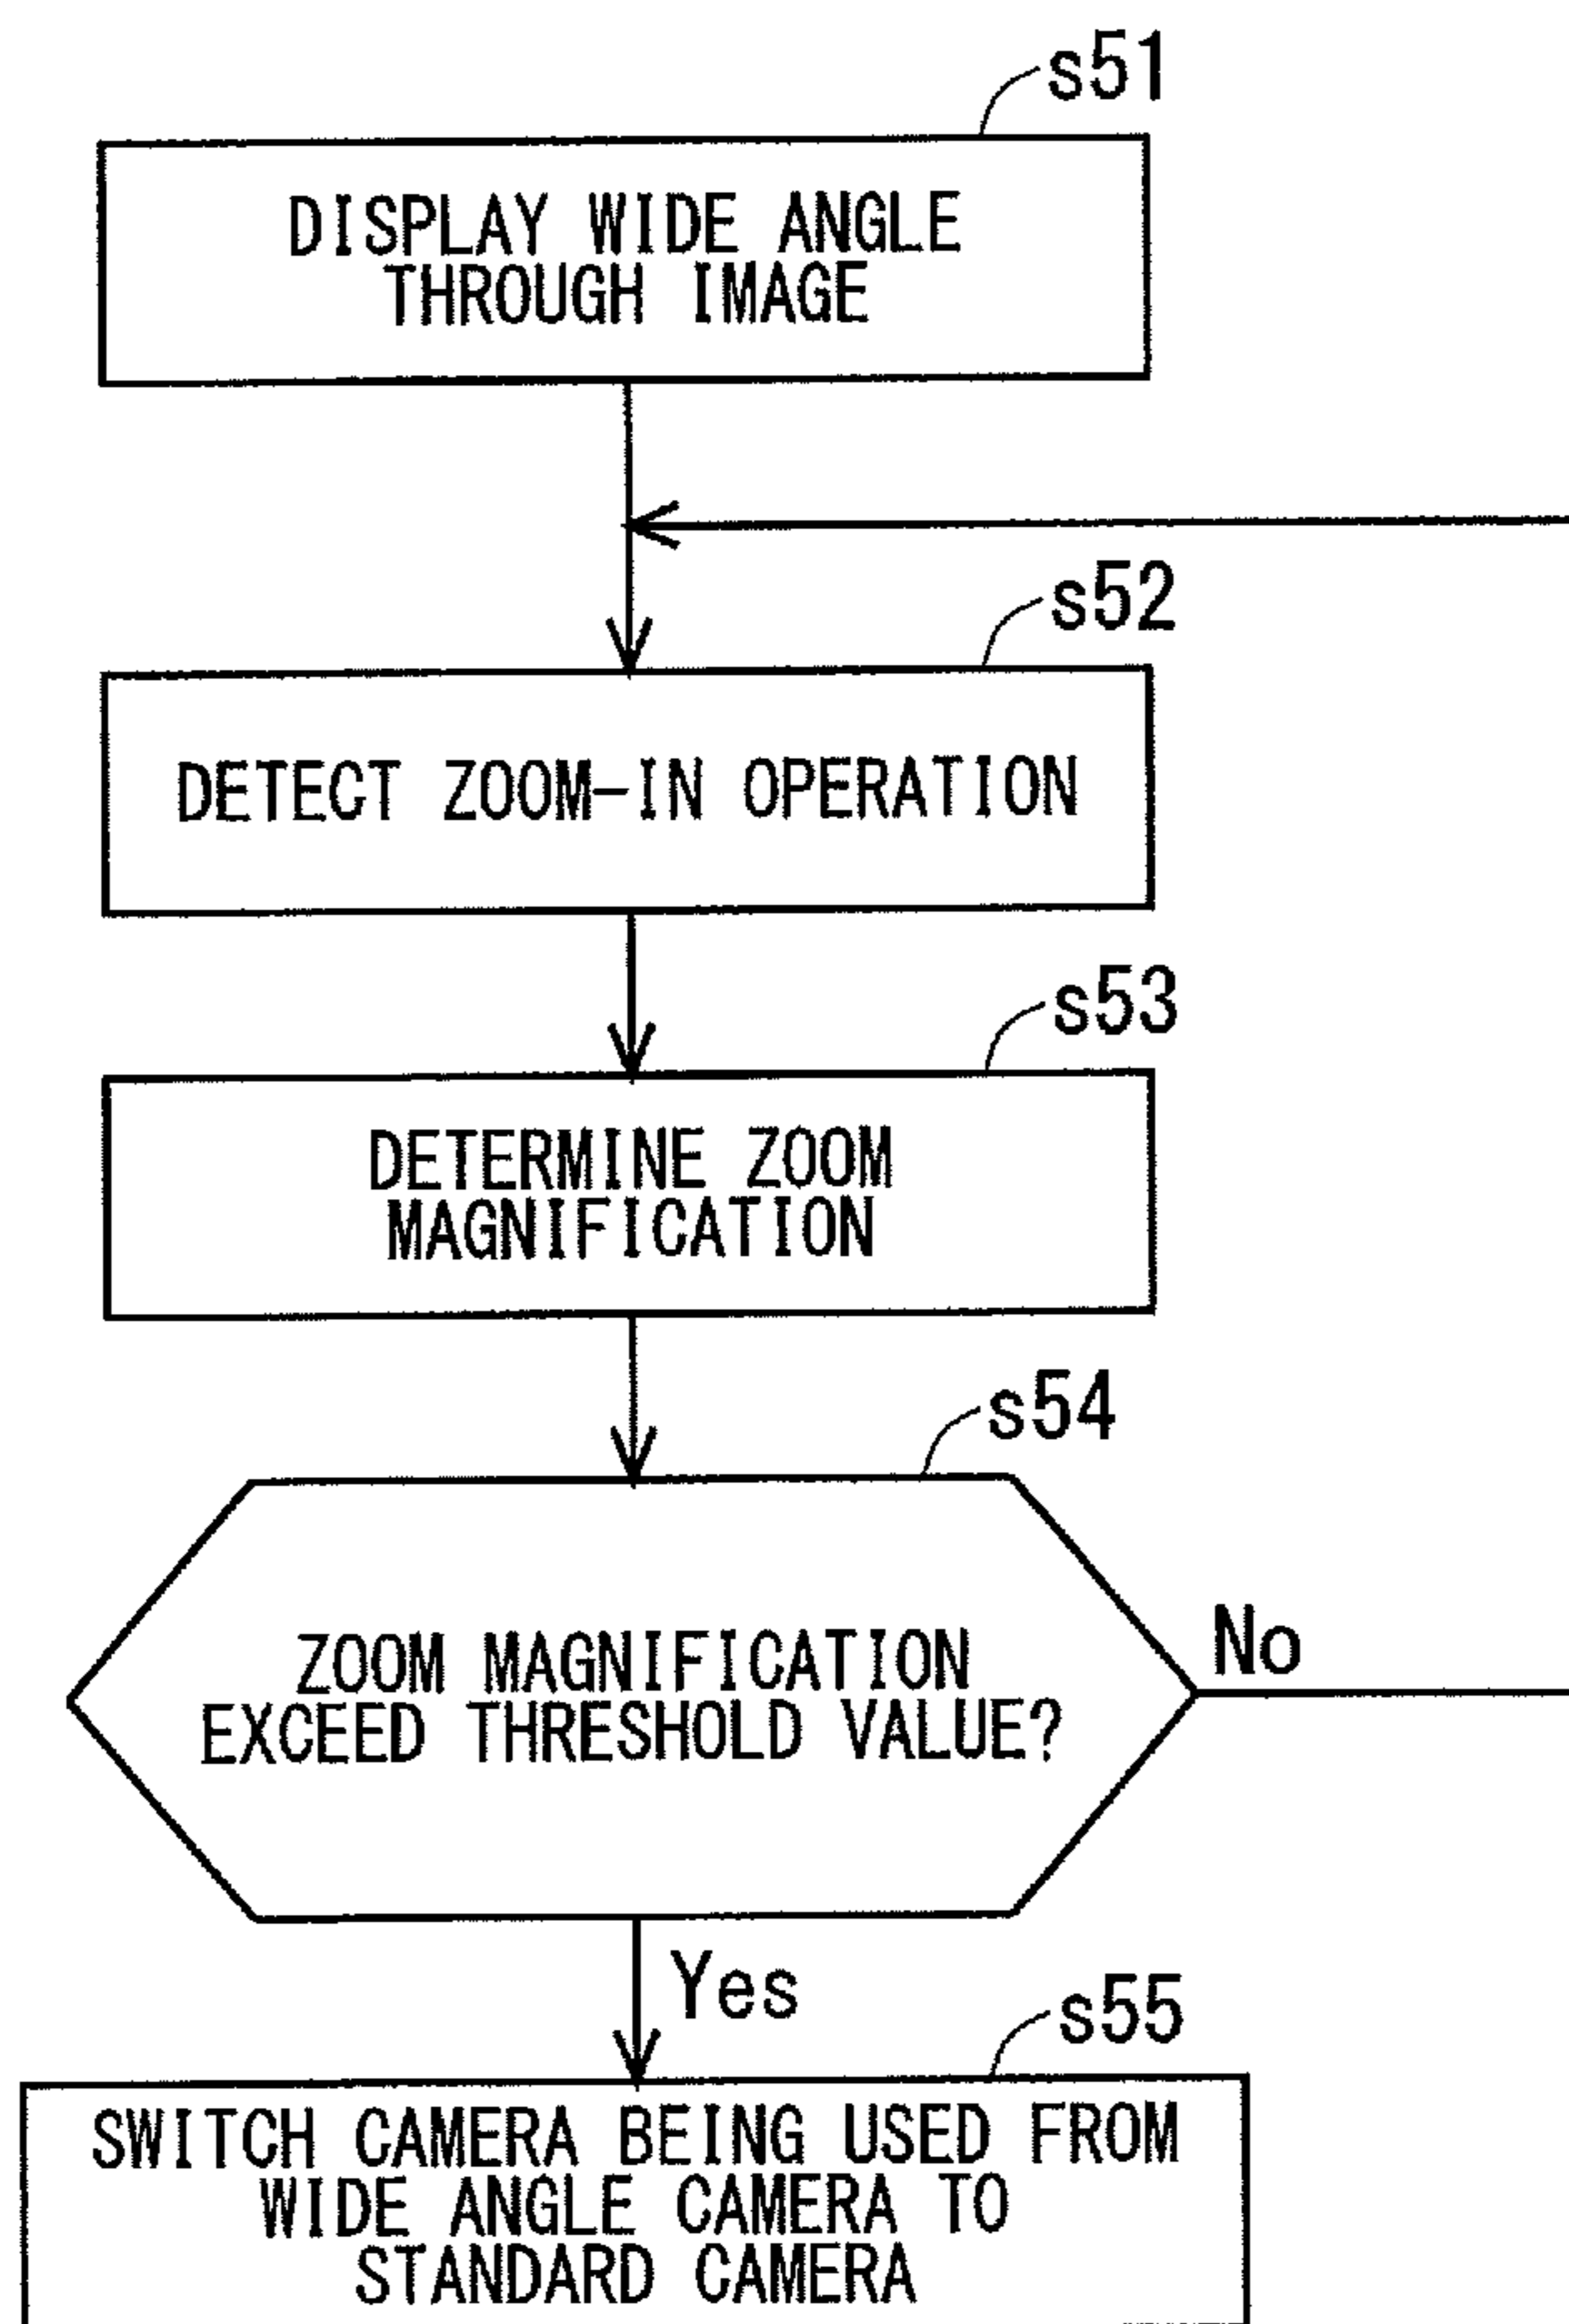 s51
DISPLAY WIDE ANGLE
THROUGH IMAGE
s52
DETECT ZOOM-IN OPERATION
s53
DETERMINE ZOOM
MAGNIFICATION
s54
ZOOM MAGNIFICATION
EXCEED THRESHOLD VALUE?
No
Yes
s55
SWITCH CAMERA BEING USED FROM
WIDE ANGLE CAMERA TO
STANDARD CAMERA